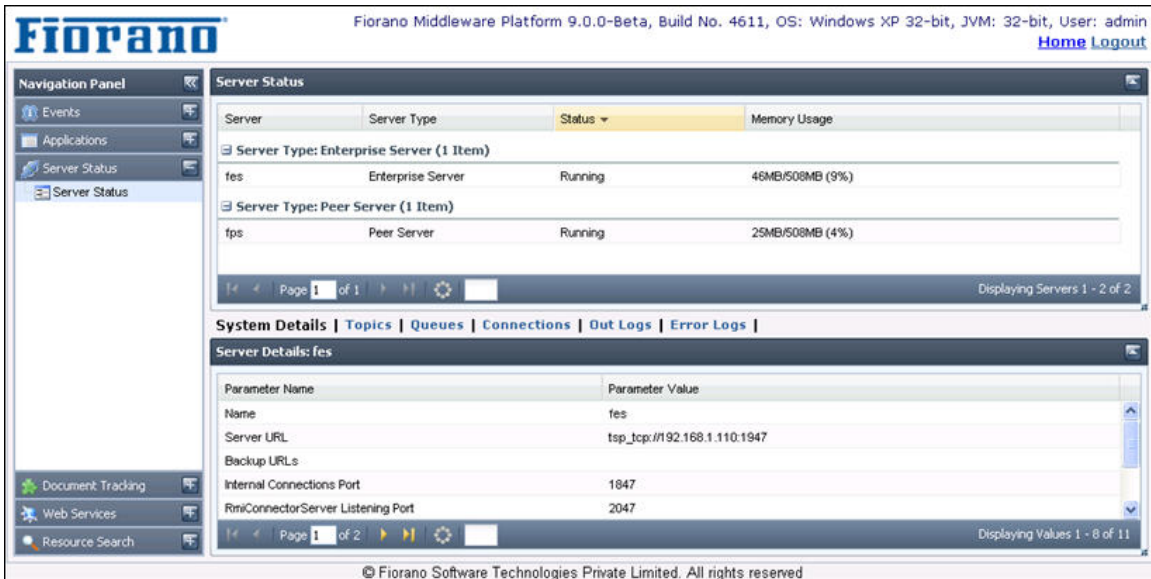 Fiorano
Fiorano Middleware Platform 9.0.0-Beta, Build No. 4611, OS: Windows XP 32-bit, JVM: 32-bit, User: admin
Home Logout
Navigation Panel
Events
Applications
Server Status
Server Status
Document Tracking
Web Services
Resource Search
Server Status
Server Server Type Status Memory Usage
Server Type: Enterprise Server (1 Item)
fes Enterprise Server Running 46MB/508MB (9%)
Server Type: Peer Server (1 Item)
fps Peer Server Running 25MB/508MB (4%)
Page 1 of 1 Displaying Servers 1 - 2 of 2
System Details | Topics | Queues | Connections | Out Logs | Error Logs |
Server Details: fes
Parameter Name Parameter Value
Name fes
Server URL tsp_tcp://192.168.1.110:1947
Backup URLs
Internal Connections Port 1847
RmiConnectorServer Listening Port 2047
Page 1 of 2 Displaying Values 1 - 8 of 11
© Fiorano Software Technologies Private Limited. All rights reserved